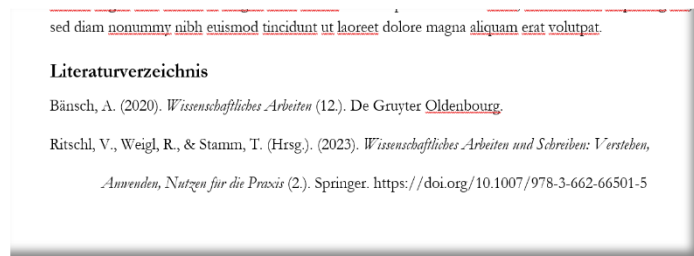 sed diam nonummy nibh euismod tincidunt ut laoreet dolore magna aliquam erat volutpat.
Literaturverzeichnis
Bänsch, A. (2020). Wissenschaftliches Arbeiten (12.). De Gruyter Oldenbourg.
Ritschl, V., Weigl, R., & Stamm, T. (Hrsg.). (2023). Wissenschaftliches Arbeiten und Schreiben: Verstehen,
Anwenden, Nutzen für die Praxis (2.). Springer. https://doi.org/10.1007/978-3-662-66501-5